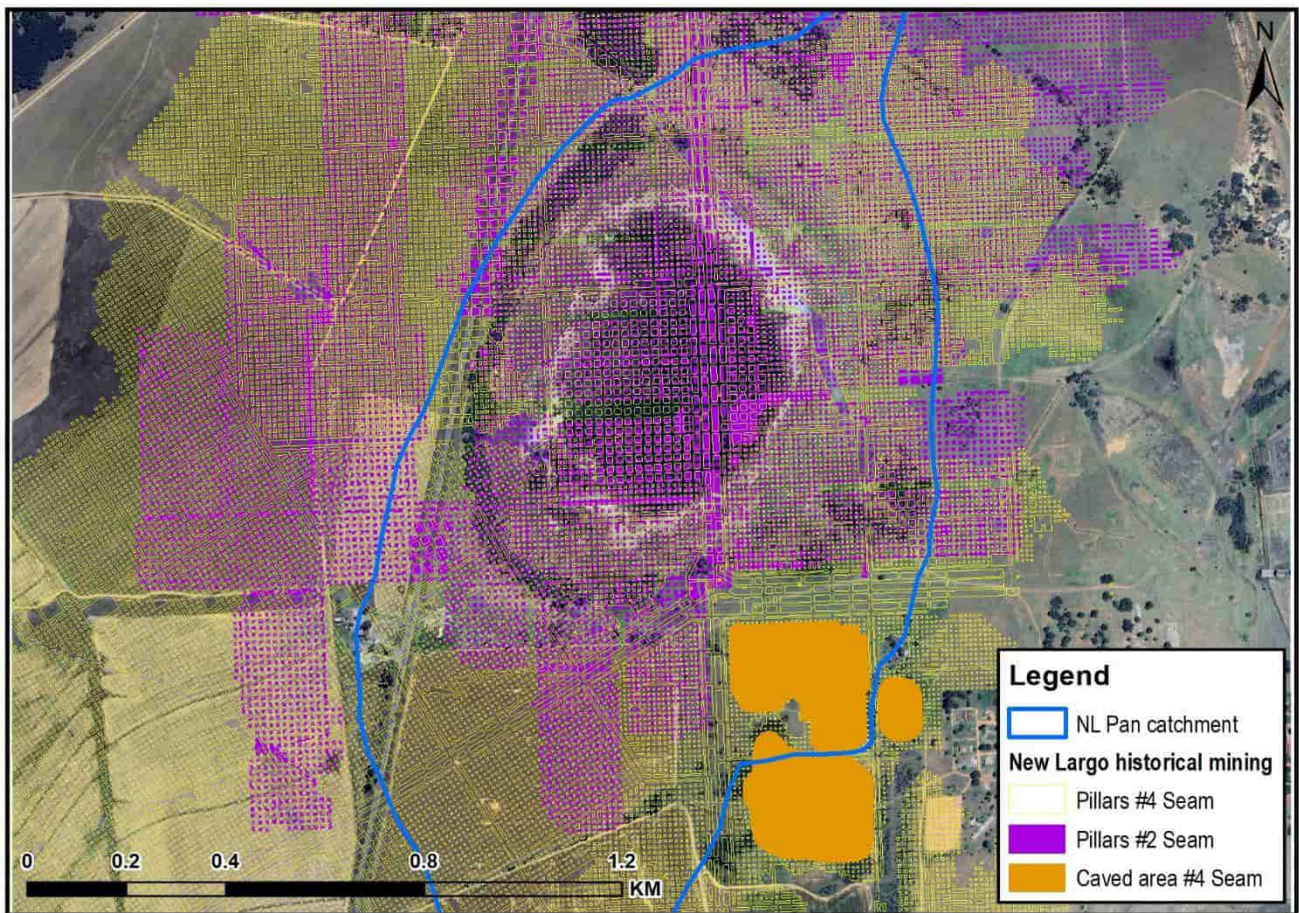 N
Legend
NL Pan catchment
New Largo historical mining
Pillars #4 Seam
Pillars #2 Seam
Caved area #4 Seam
0 0.2 0.4 0.8 1.2
KM